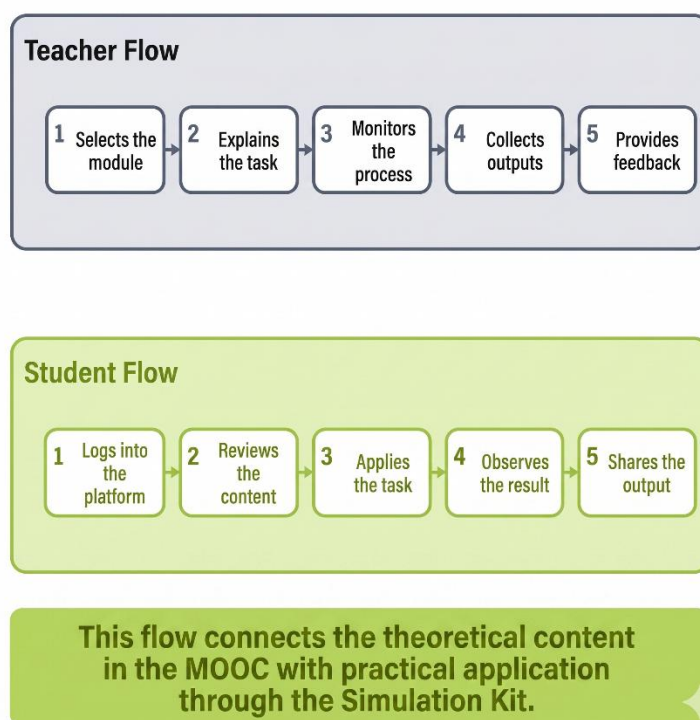 Teacher Flow
1 Selects the
module
2 Explains
the task
3 Monitors
the
process
4 Collects
outputs
5 Provides
feedback
Student Flow
1 Logs into
the
platform
2 Reviews
the
content
3 Applies
the task
4 Observes
the result
5 Shares the
output
This flow connects the theoretical content
in the MOOC with practical application
through the Simulation Kit.